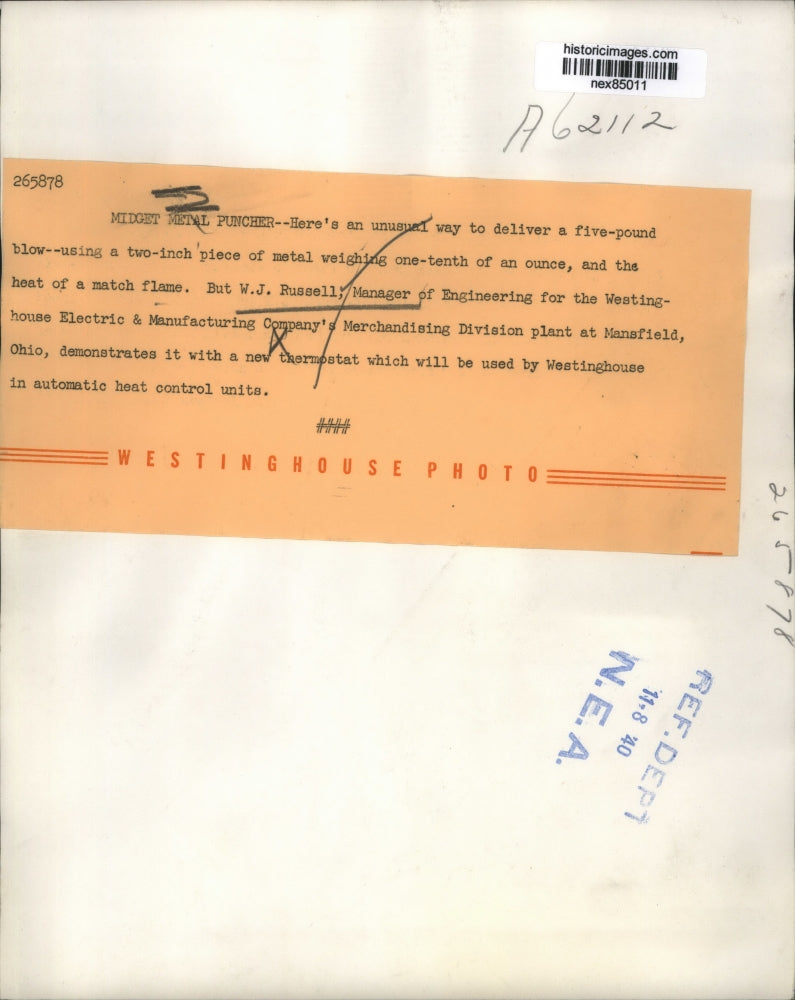 historicimages.com
nex85011
A62112
265878
MIDGET METAL PUNCHER--Here's an unusual way to deliver a five-pound
blow--using a two-inch piece of metal weighing one-tenth of an ounce, and the
heat of a match flame. But W.J. Russell, Manager of Engineering for the Westing-
house Electric & Manufacturing Company's Merchandising Division plant at Mansfield,
Ohio, demonstrates it with a new thermostat which will be used by Westinghouse
in automatic heat control units.
####
WESTINGHOUSE PHOTO
265878
REF. DEPT
11-8 '40
N.E.A.